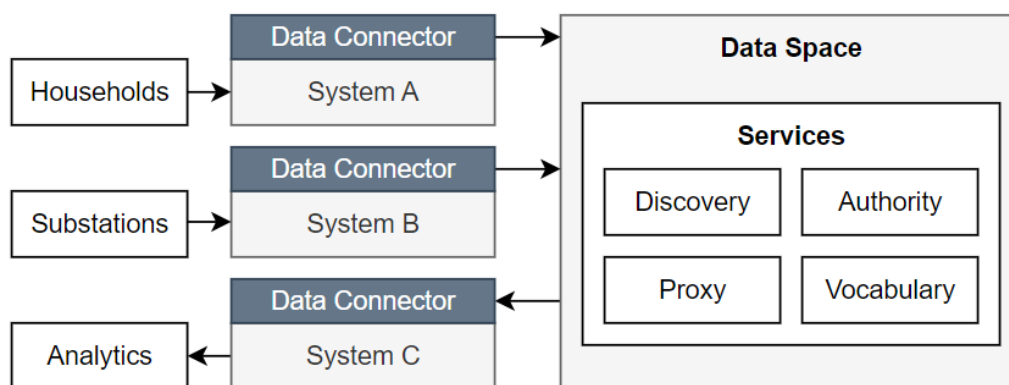 Data Connector
Data Space
Households
System A
Services
Data Connector
Discovery
Authority
Substations
System B
Proxy
Vocabulary
Data Connector
Analytics
System C